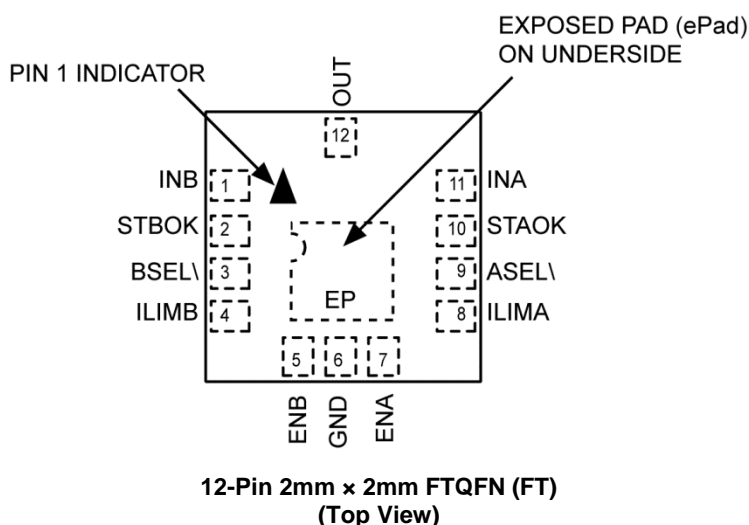 EXPOSED PAD (ePad)
ON UNDERSIDE
PIN 1 INDICATOR
OUT
12
INB 1
11 INA
STBOK 2
10 STAOK
BSEL\ 3
9 ASEL\
ILIMB 4
EP
8 ILIMA
5 6 7
ENB
GND
ENA
12-Pin 2mm × 2mm FTQFN (FT)
(Top View)